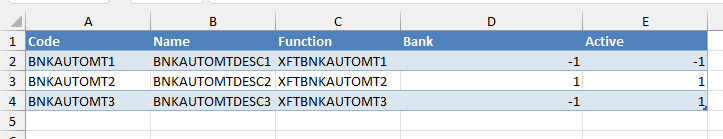 A B C D E
1 Code Name Function Bank Active
2 BNKAUTOMT1 BNKAUTOMTDESC1 XFTBNKAUTOMT1 -1 -1
3 BNKAUTOMT2 BNKAUTOMTDESC2 XFTBNKAUTOMT2 1 1
4 BNKAUTOMT3 BNKAUTOMTDESC3 XFTBNKAUTOMT3 -1 1
5